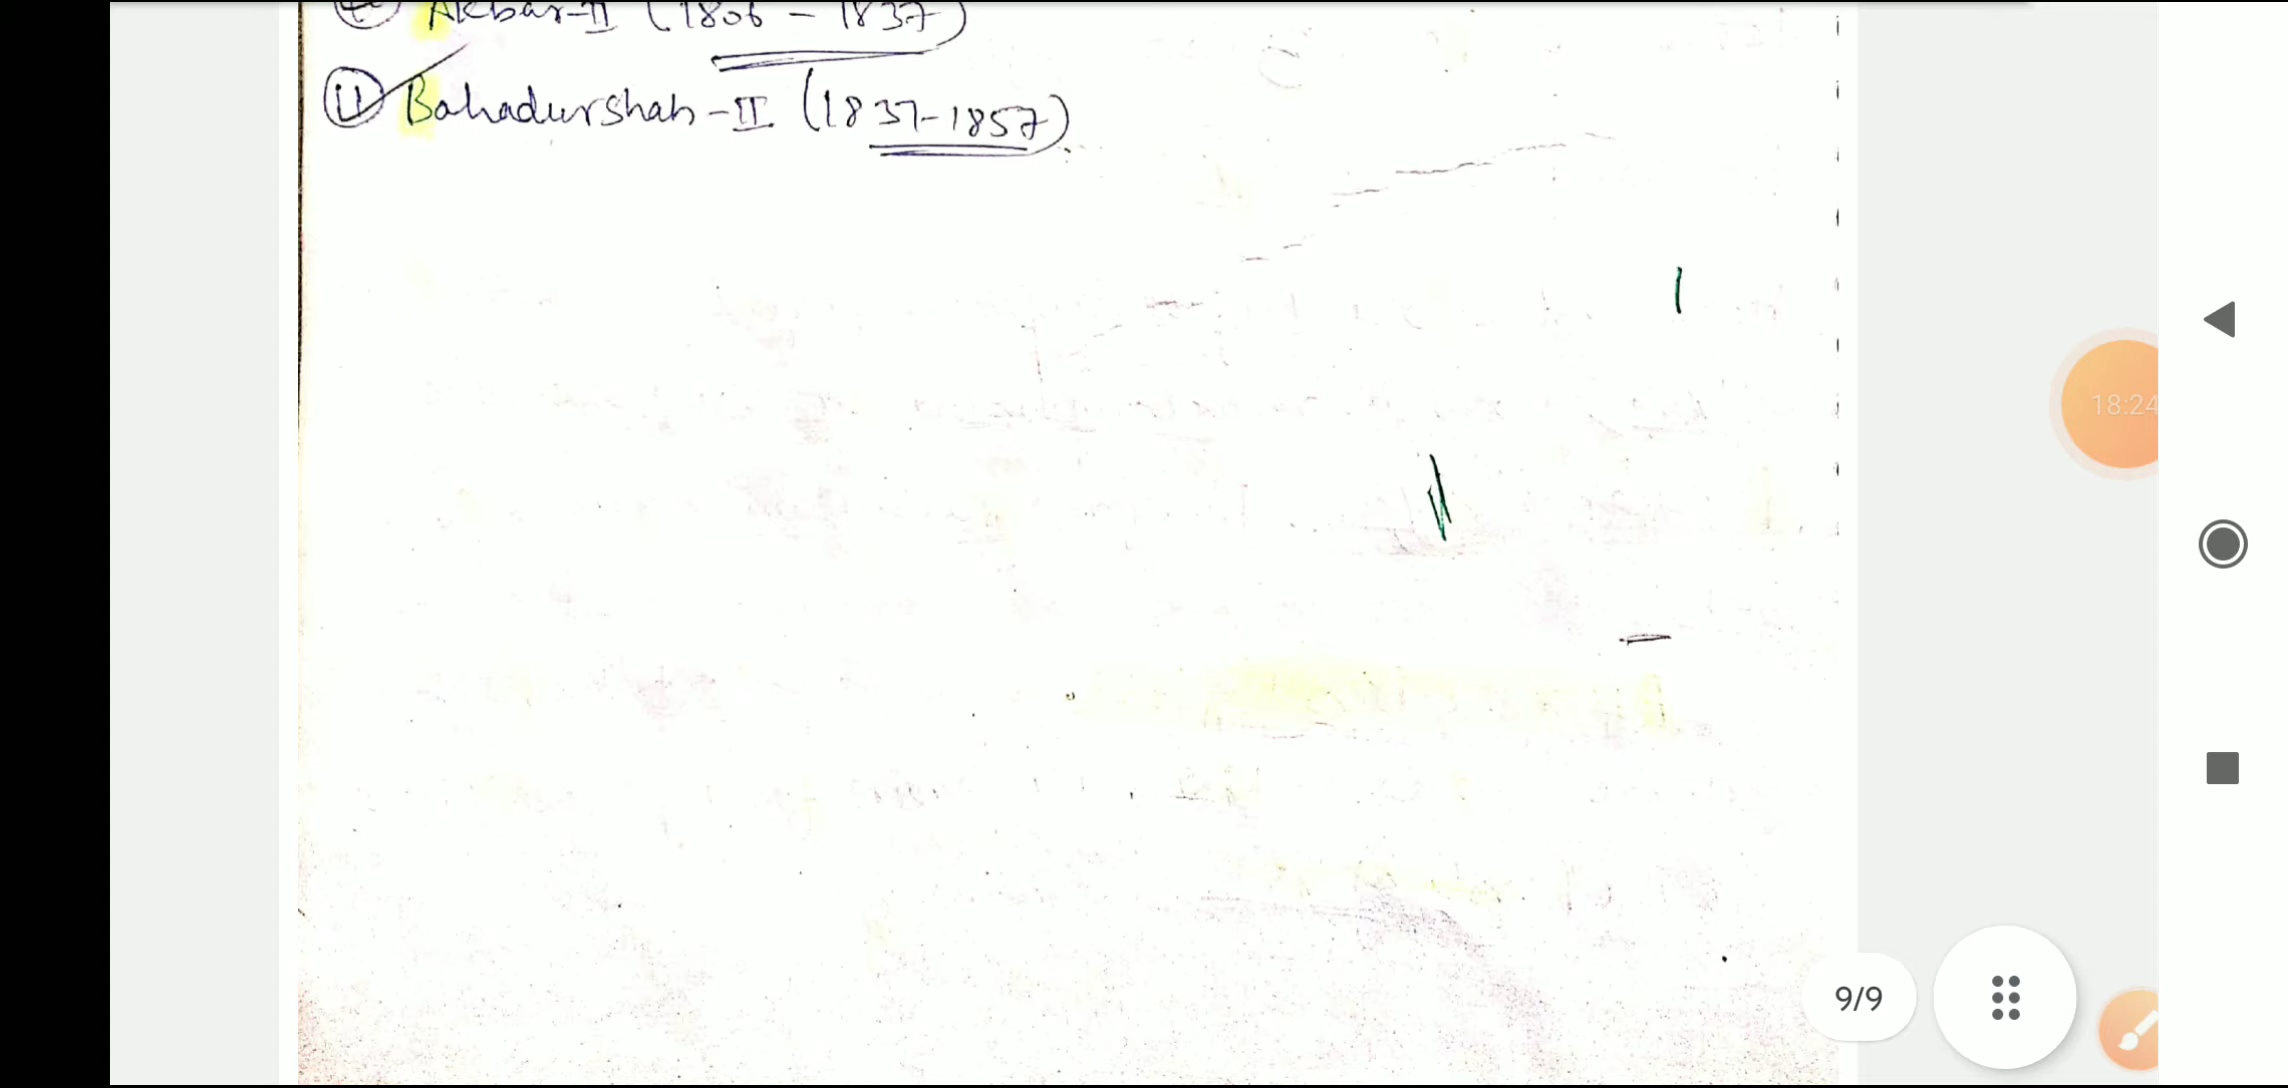 Akbar-II (1806 - 1837)
11 Bahadurshah-II (1837-1857)
18:24
9/9